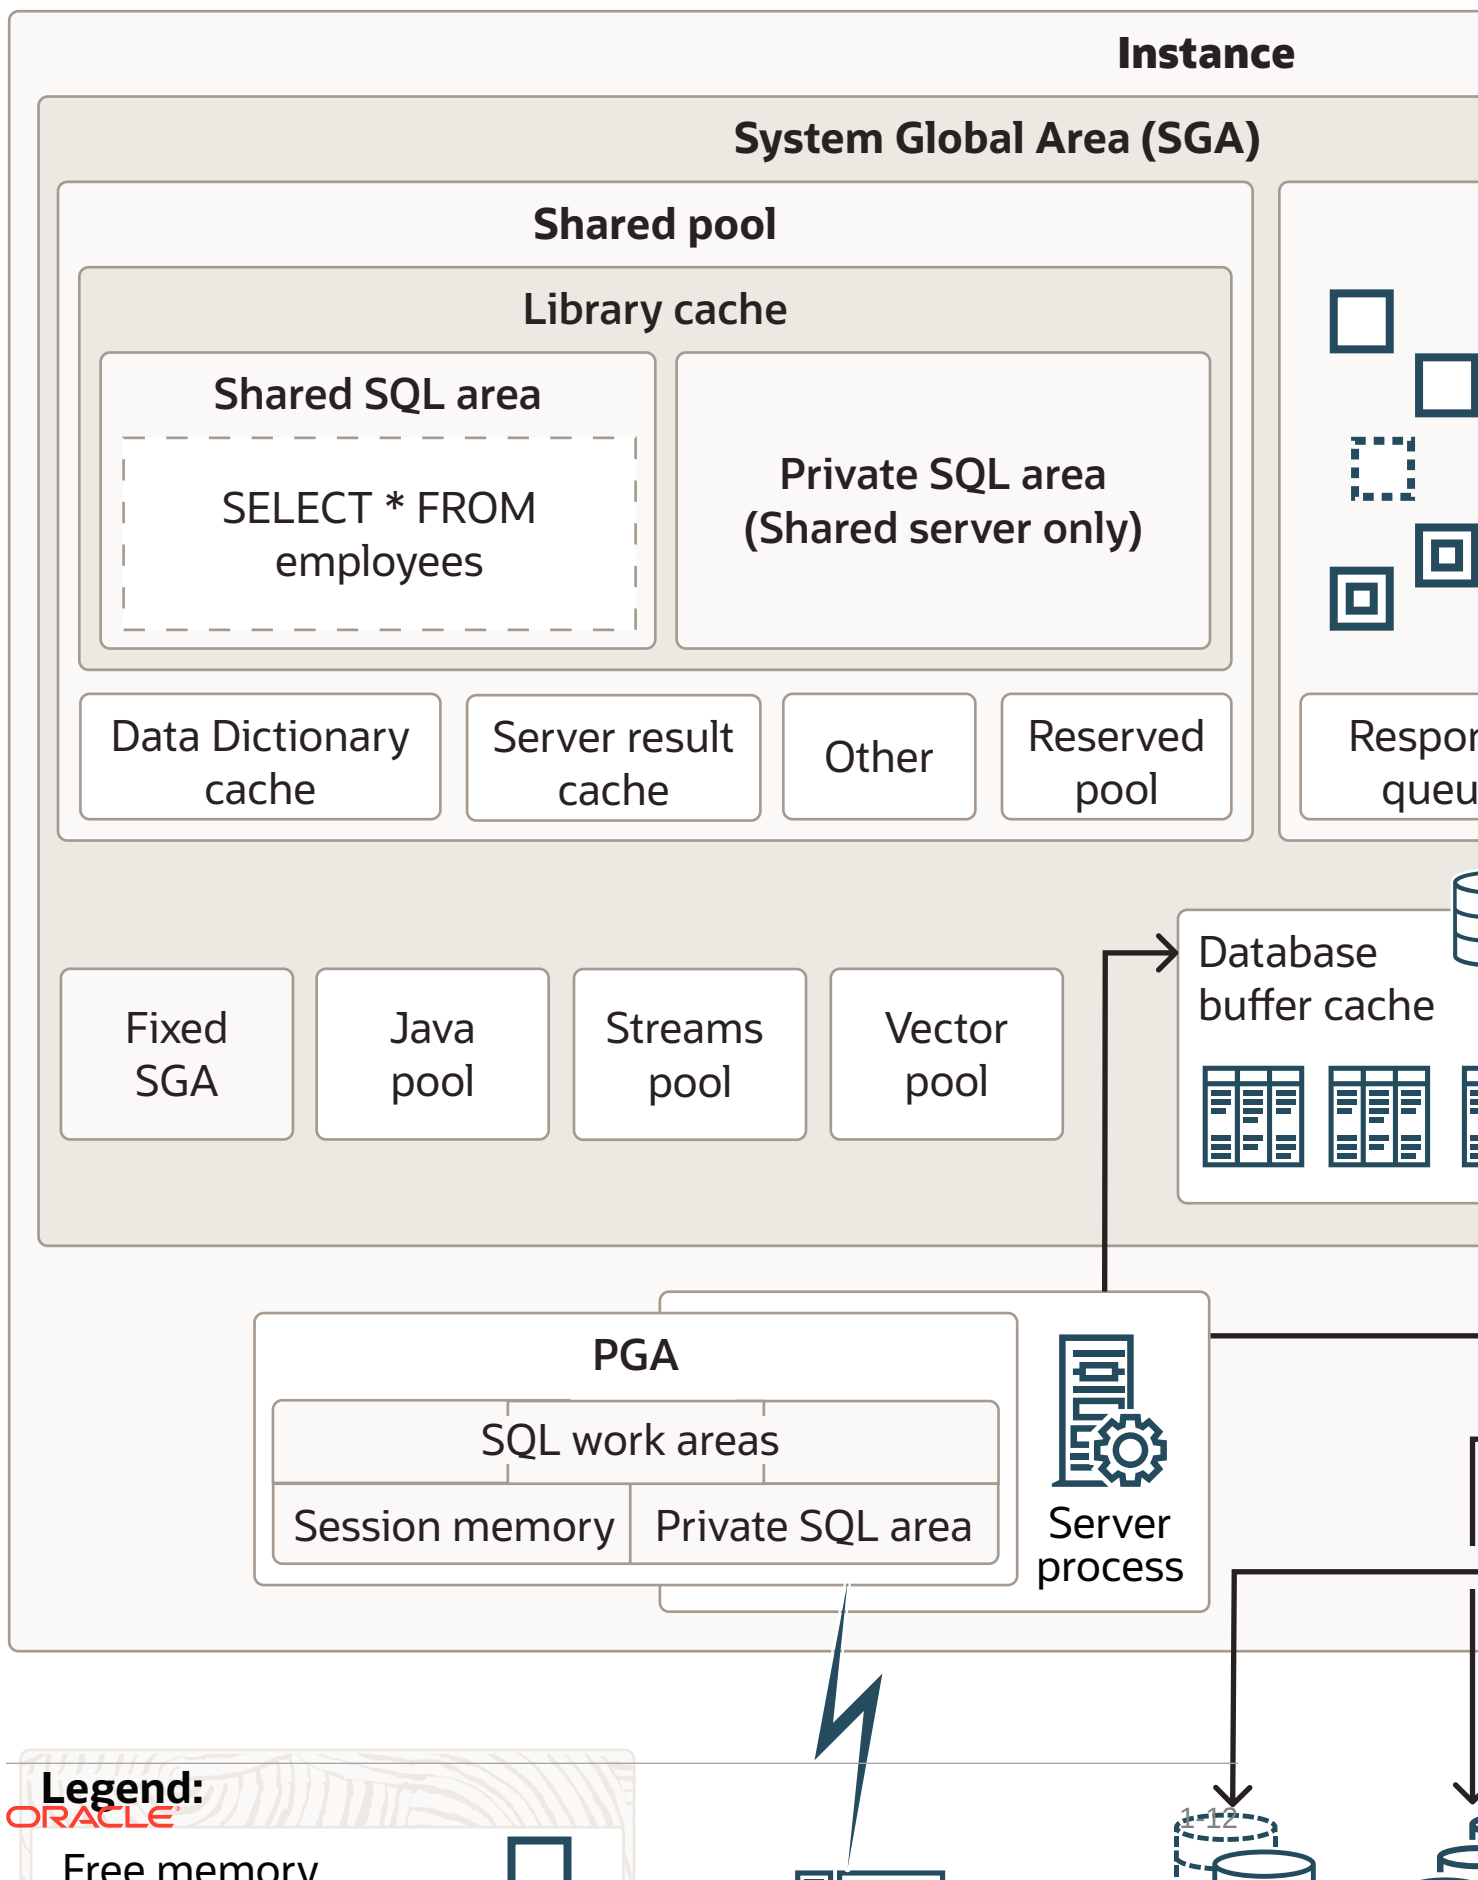 Instance
System Global Area (SGA)
Shared pool
Library cache
Shared SQL area
SELECT * FROM
employees
Private SQL area
(Shared server only)
Data Dictionary
cache
Server result
cache
Other
Reserved
pool
Fixed
SGA
Java
pool
Streams
pool
Vector
pool
Database
buffer cache
PGA
SQL work areas
Session memory
Private SQL area
Server
process
Legend:
ORACLE
1-12
Free memory